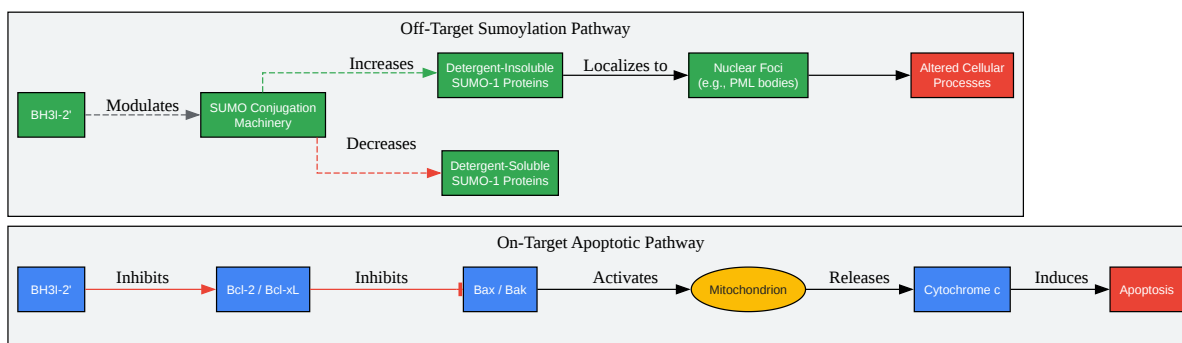 Off-Target Sumoylation Pathway
BH3I-2'
Modulates
SUMO Conjugation
Machinery
Increases
Detergent-Insoluble
SUMO-1 Proteins
Localizes to
Nuclear Foci
(e.g., PML bodies)
Altered Cellular
Processes
Decreases
Detergent-Soluble
SUMO-1 Proteins
On-Target Apoptotic Pathway
BH3I-2'
Inhibits
Bcl-2 / Bcl-xL
Inhibits
Bax / Bak
Activates
Mitochondrion
Releases
Cytochrome c
Induces
Apoptosis